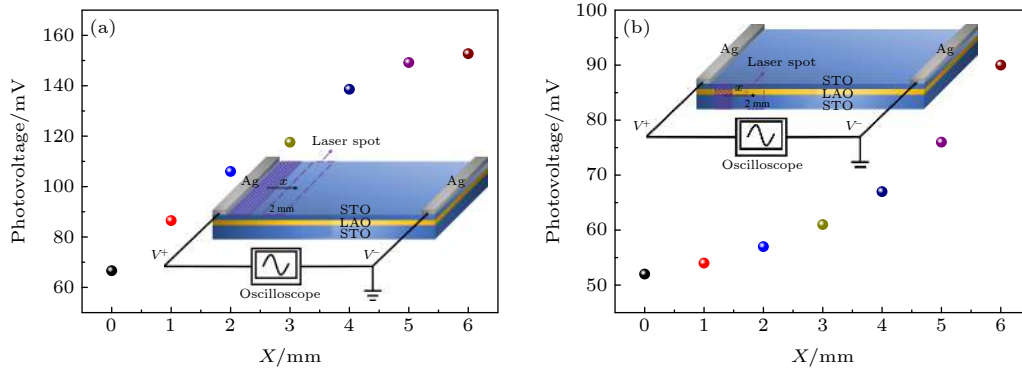 (a)
Photovoltage/mV
160
140
120
100
80
60
0 1 2 3 4 5 6
X/mm
Laser spot
Ag
Ag
x
2 mm
STO
LAO
STO
V+
V−
Oscilloscope
(b)
Photovoltage/mV
100
90
80
70
60
50
0 1 2 3 4 5 6
X/mm
Ag
Ag
Laser spot
x
2 mm
STO
LAO
STO
V+
V−
Oscilloscope